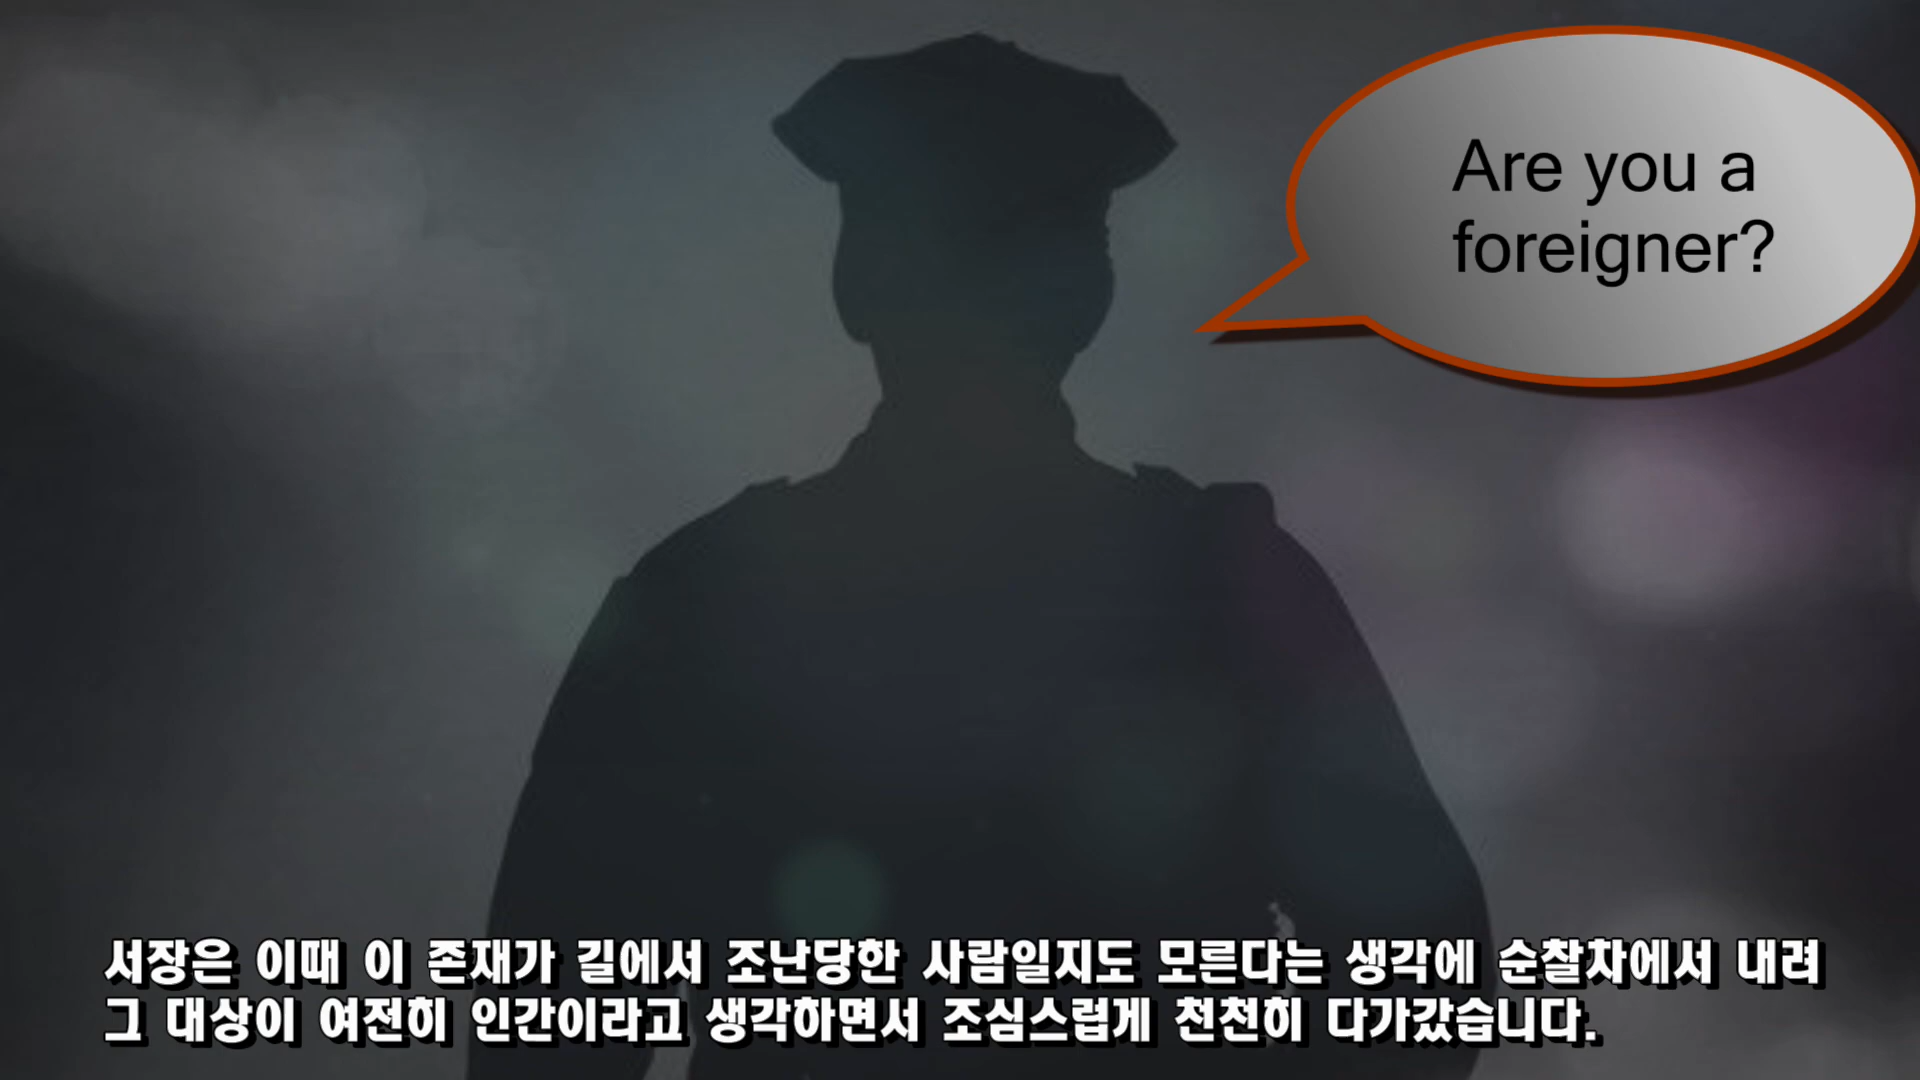 Are you a
foreigner?
서장은 이때 이 존재가 길에서 조난당한 사람일지도 모른다는 생각에 순찰차에서 내려
그 대상이 여전히 인간이라고 생각하면서 조심스럽게 천천히 다가갔습니다.